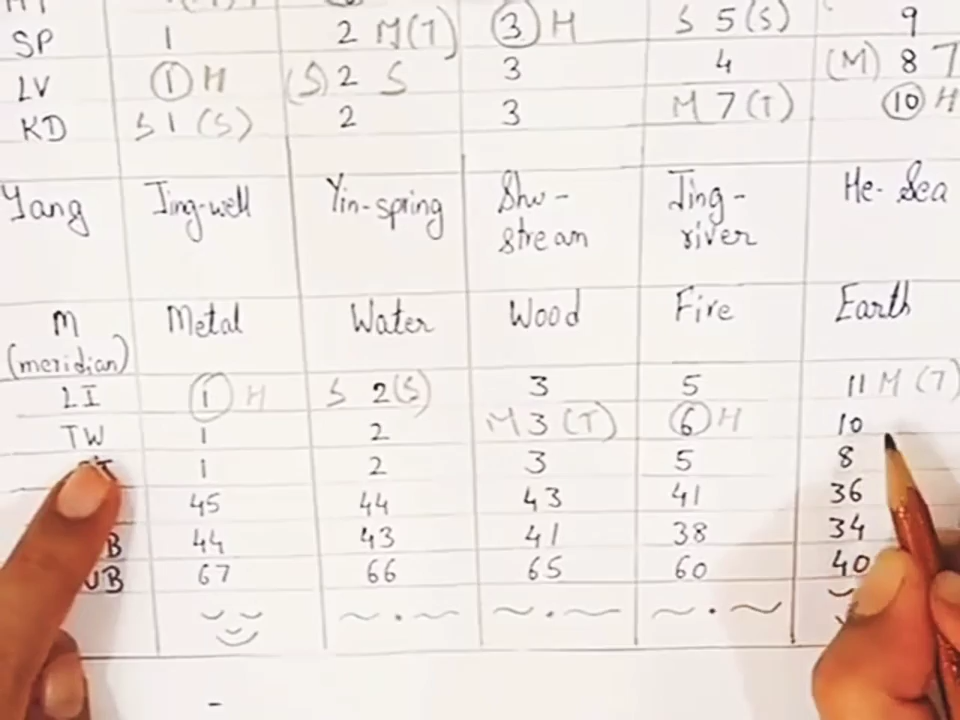 SP 1 2 M(T) 3 H S 5(S) 9
LV 1 H (S) 2 S 3 4 (M) 8 T
KD S 1 (S) 2 3 M 7 (T) 10 H
Yang Jing-well Yin-spring Shu- Jing- He-Sea
stream river
M Metal Water Wood Fire Earth
(meridian)
LI 1 H S 2(S) 3 5 11 M (T)
TW 1 2 M 3 (T) 6 H 10
1 2 3 5 8
45 44 43 41 36
B 44 43 41 38 34
UB 67 66 65 60 40